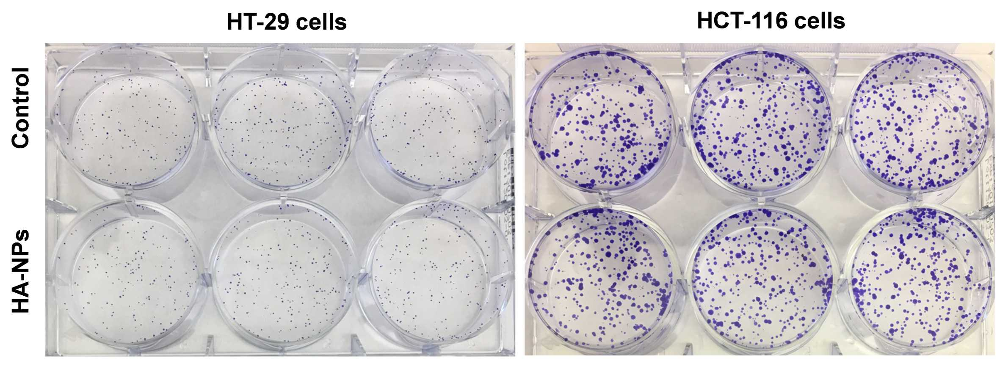 HT-29 cells
HCT-116 cells
Control
HA-NPs